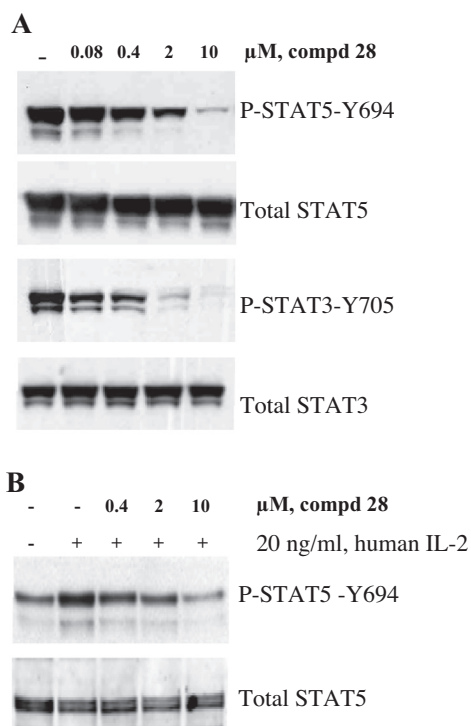 A
- 0.08 0.4 2 10 µM, compd 28
P-STAT5-Y694
Total STAT5
P-STAT3-Y705
Total STAT3
B
- - 0.4 2 10 µM, compd 28
- + + + + 20 ng/ml, human IL-2
P-STAT5 -Y694
Total STAT5